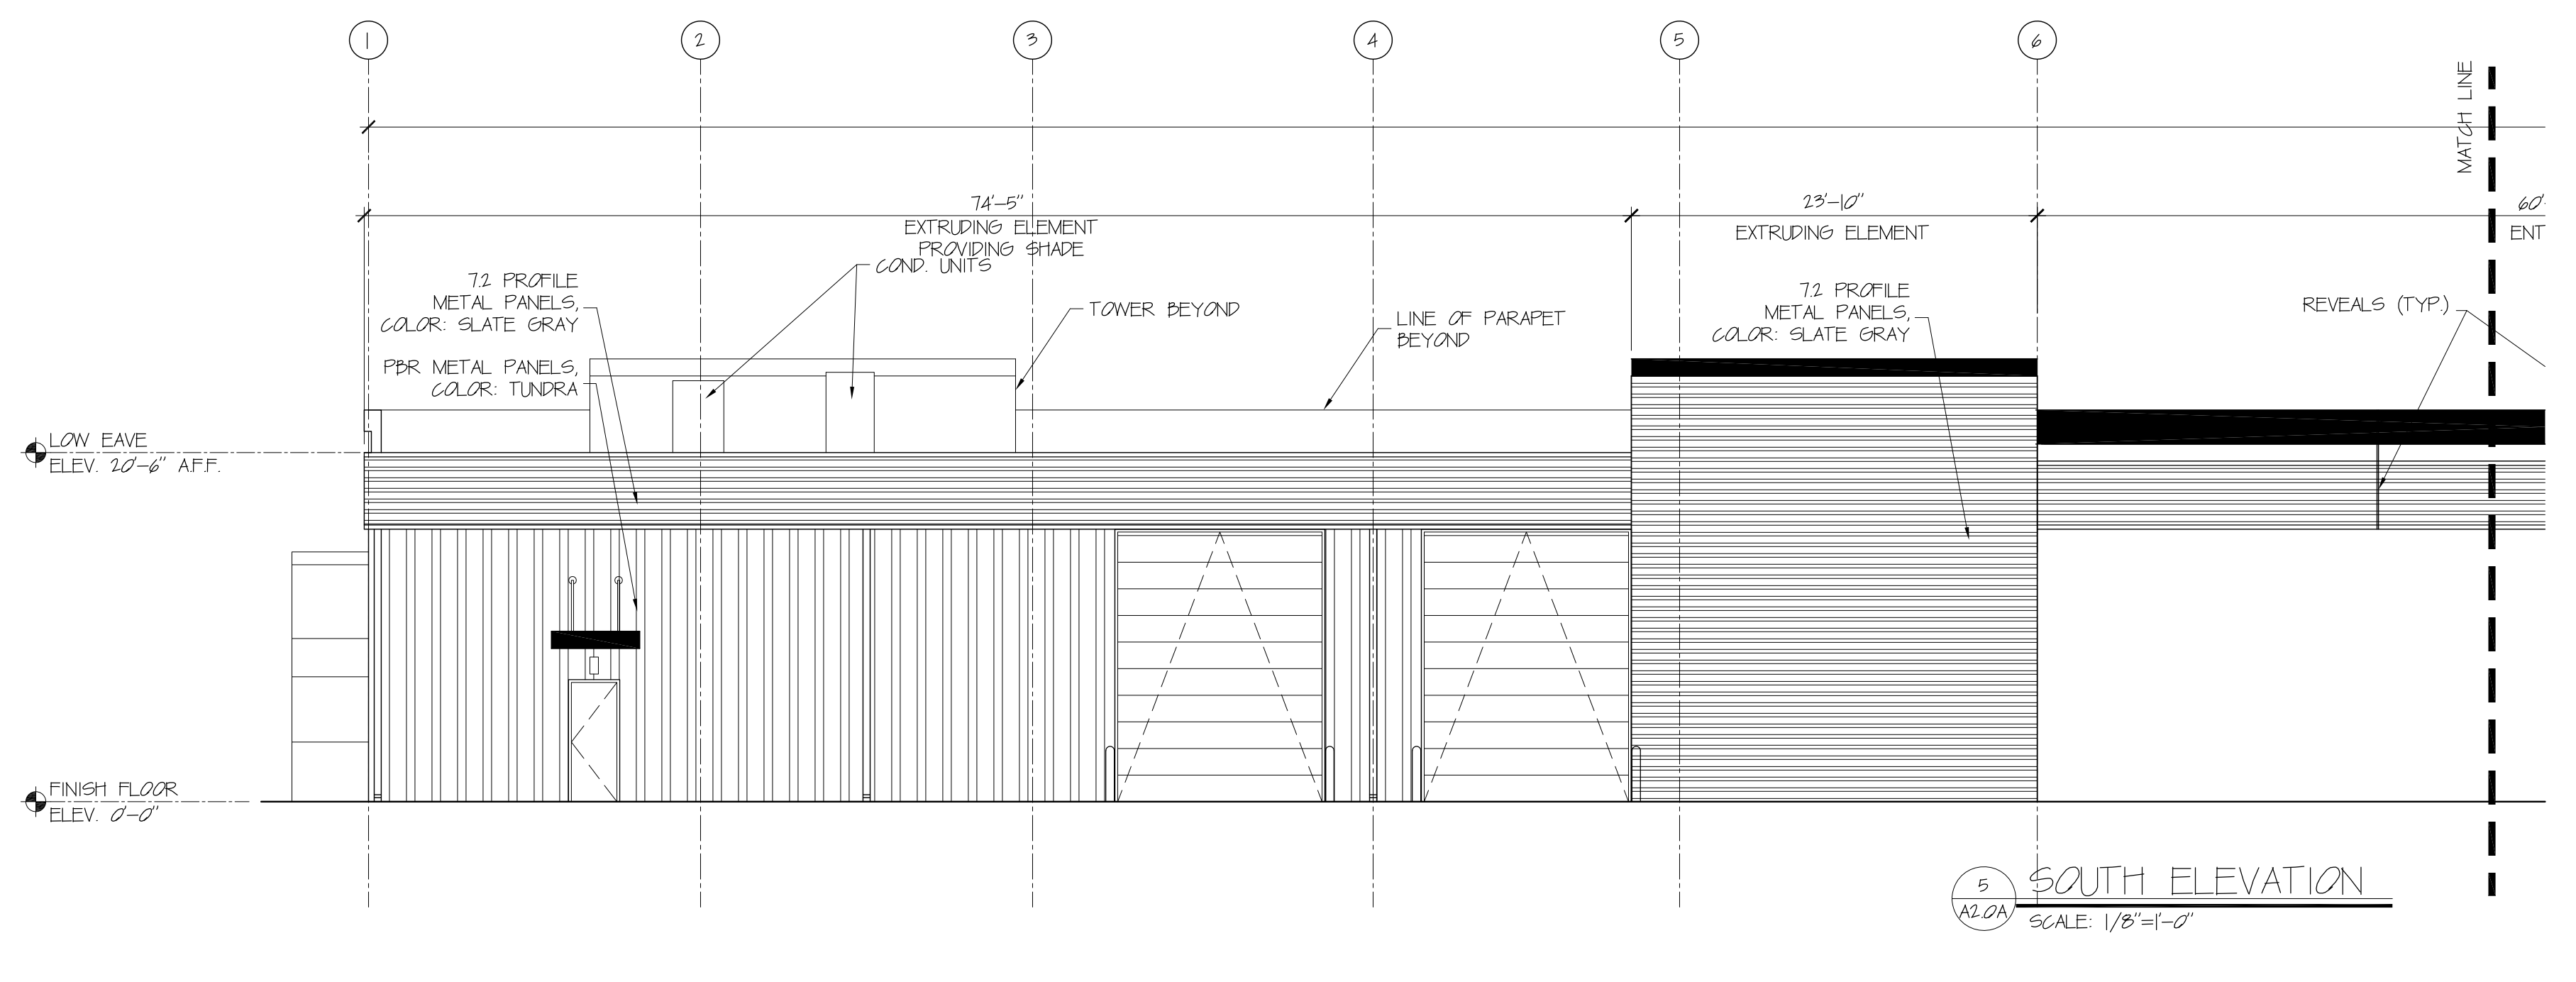 1 2 3 4 5 6
MATCH LINE
74'-5"
EXTRUDING ELEMENT
PROVIDING SHADE
23'-10"
EXTRUDING ELEMENT
60'-
ENT
COND. UNITS
7.2 PROFILE
METAL PANELS,
COLOR: SLATE GRAY
PBR METAL PANELS,
COLOR: TUNDRA
TOWER BEYOND
LINE OF PARAPET
BEYOND
7.2 PROFILE
METAL PANELS,
COLOR: SLATE GRAY
REVEALS (TYP.)
LOW EAVE
ELEV. 20'-6" A.F.F.
FINISH FLOOR
ELEV. 0'-0"
5
A2.0A
SOUTH ELEVATION
SCALE: 1/8"=1'-0"